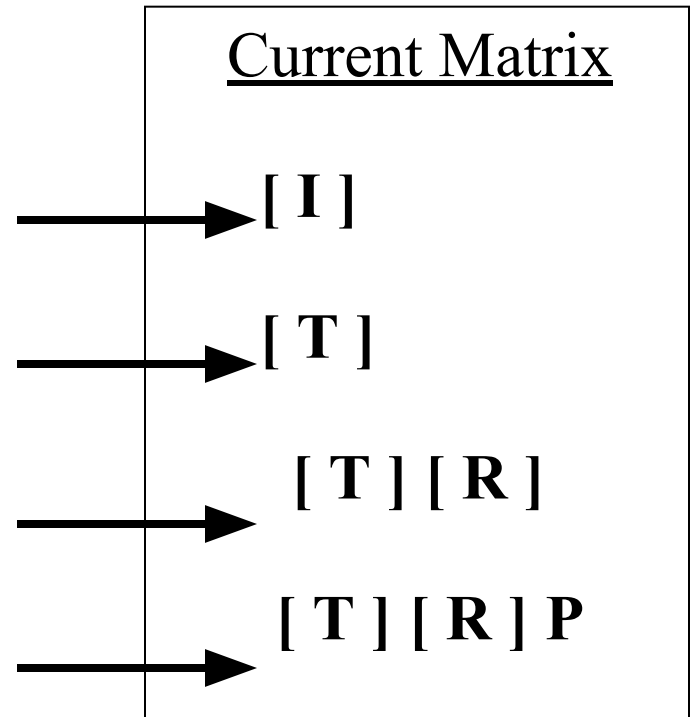 Current Matrix
[ I ]
[ T ]
[ T ] [ R ]
[ T ] [ R ] P